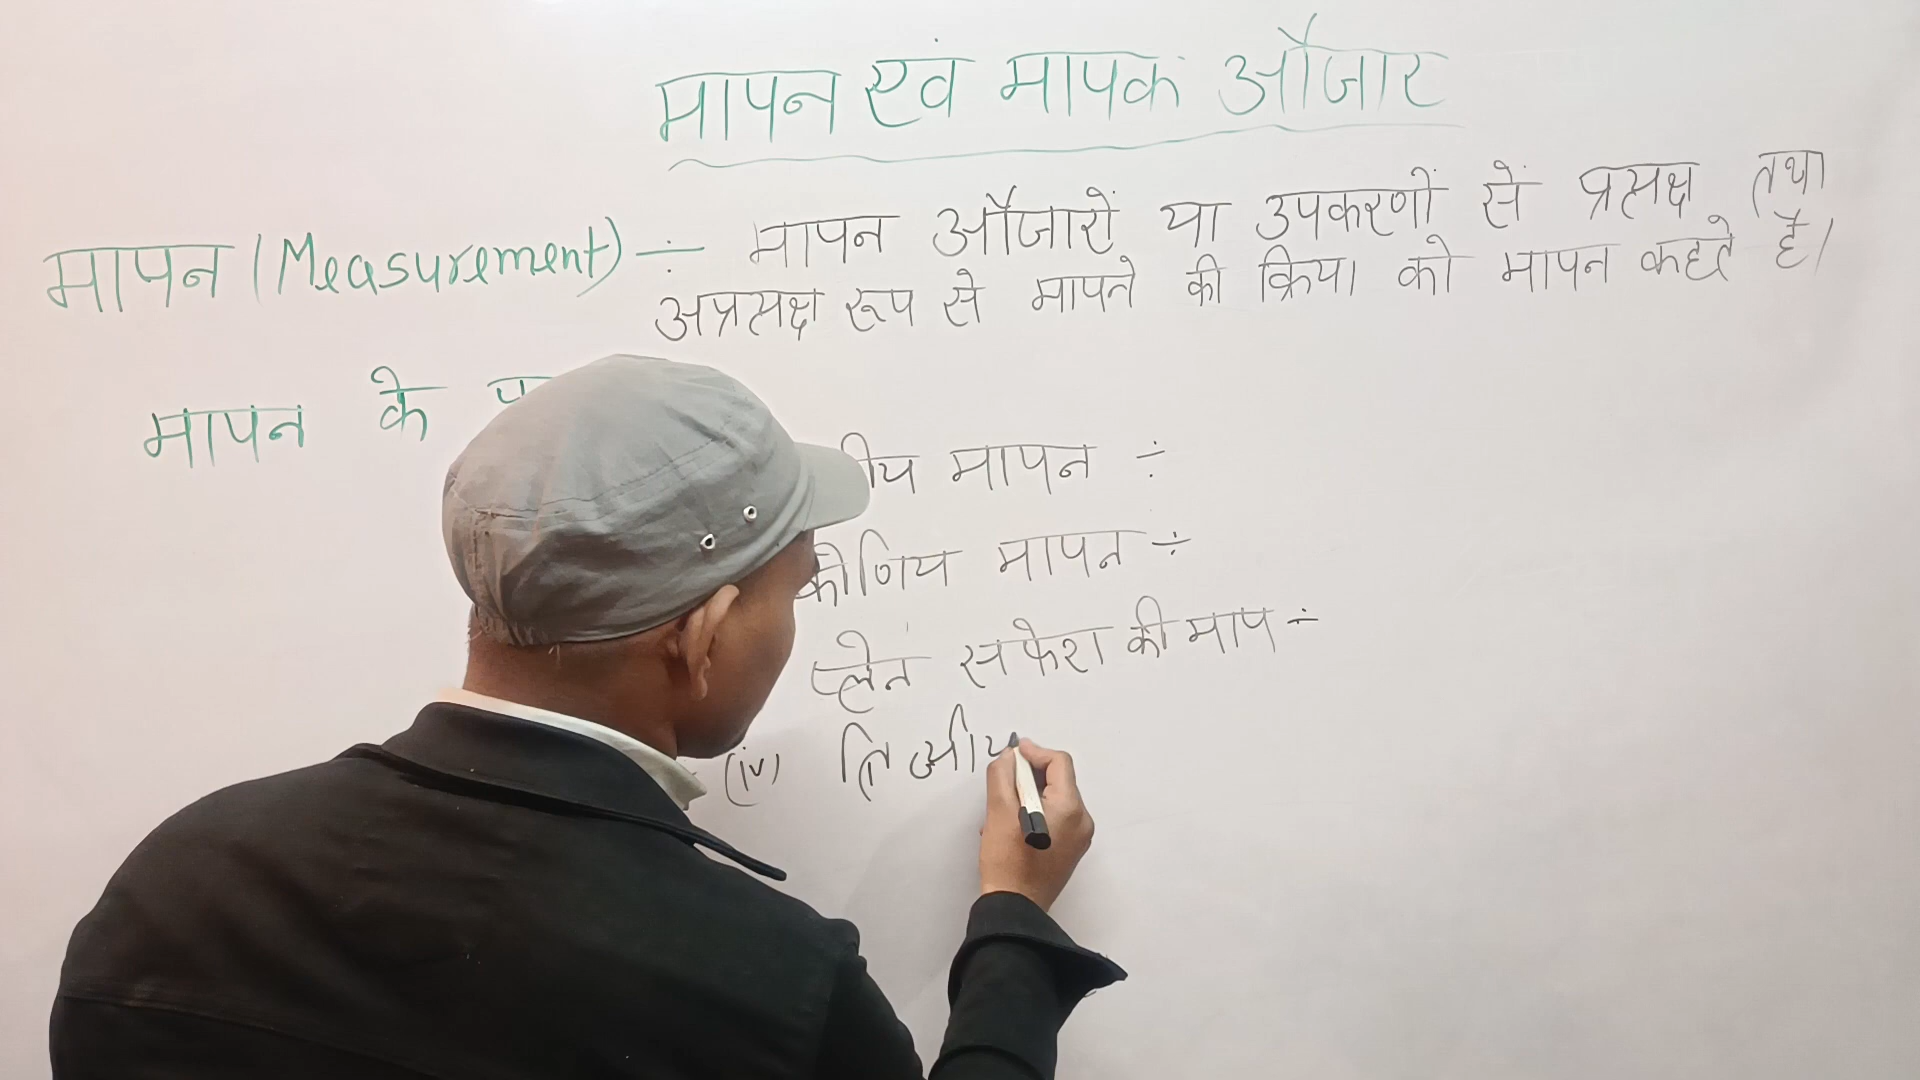 मापन एवं मापक औजार
मापन (Measurement) ÷ मापन औजारों या उपकरणों सें प्रत्यक्ष तथा
अप्रत्यक्ष रूप से मापने की क्रिया को मापन कहते है।
मापन के
मापन ÷
कोणिय मापन ÷
प्लेन सर्फेश की माप ÷
(iv)